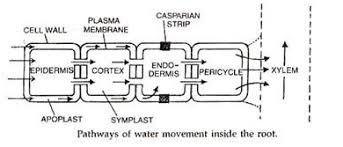 CELL WALL
PLASMA
MEMBRANE
CASPARIAN
STRIP
EPIDERMIS
CORTEX
ENDO-
DERMIS
PERICYCLE
XYLEM
APOPLAST
SYMPLAST
Pathways of water movement inside the root.